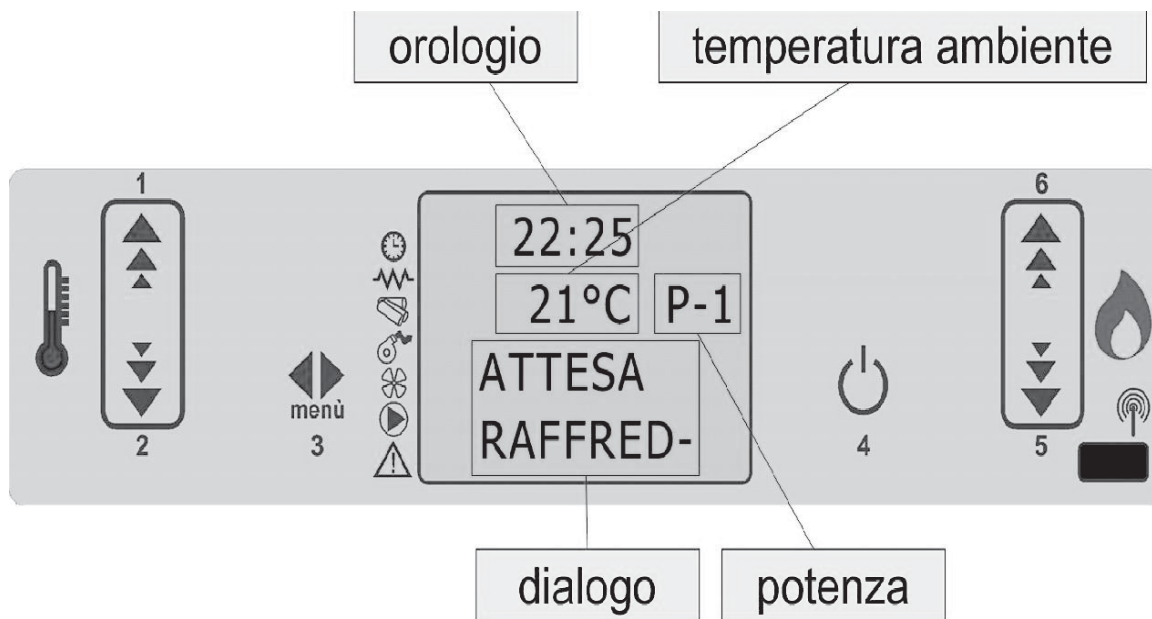 orologio
temperatura ambiente
1
6
22:25
21°C
P-1
ATTESA
RAFFRED-
menù
2
3
4
5
dialogo
potenza